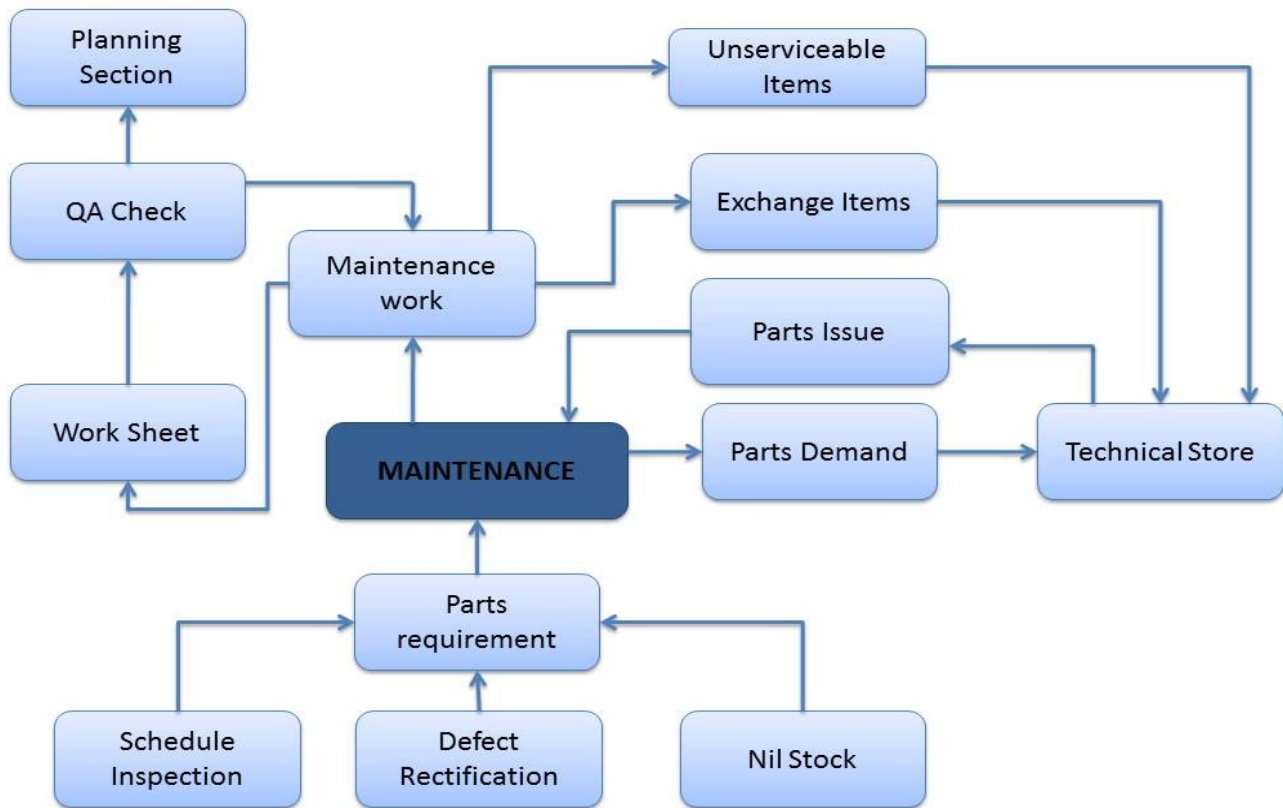 Planning
Section
Unserviceable
Items
QA Check
Exchange Items
Maintenance
work
Parts Issue
Work Sheet
MAINTENANCE
Parts Demand
Technical Store
Parts
requirement
Schedule
Inspection
Defect
Rectification
Nil Stock